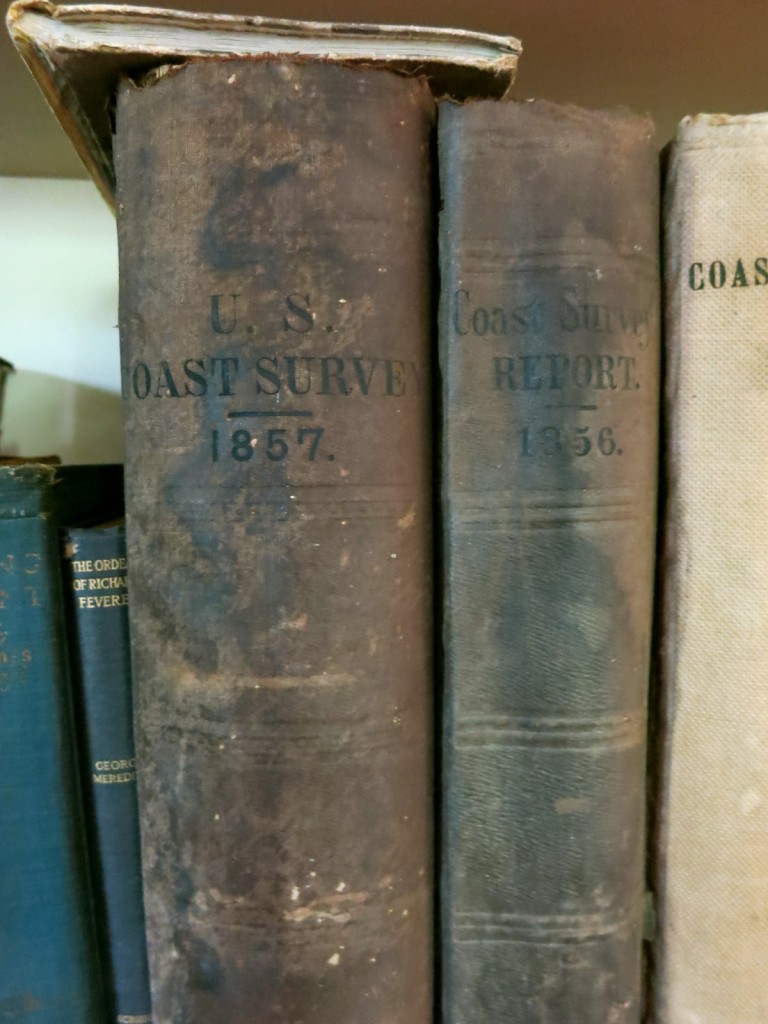 THE ORDE
OF RICHA
FEVERE
GEORG
MEREDI
U. S.
COAST SURVEY
1857.
Coast Survey
REPORT.
1856.
COAS